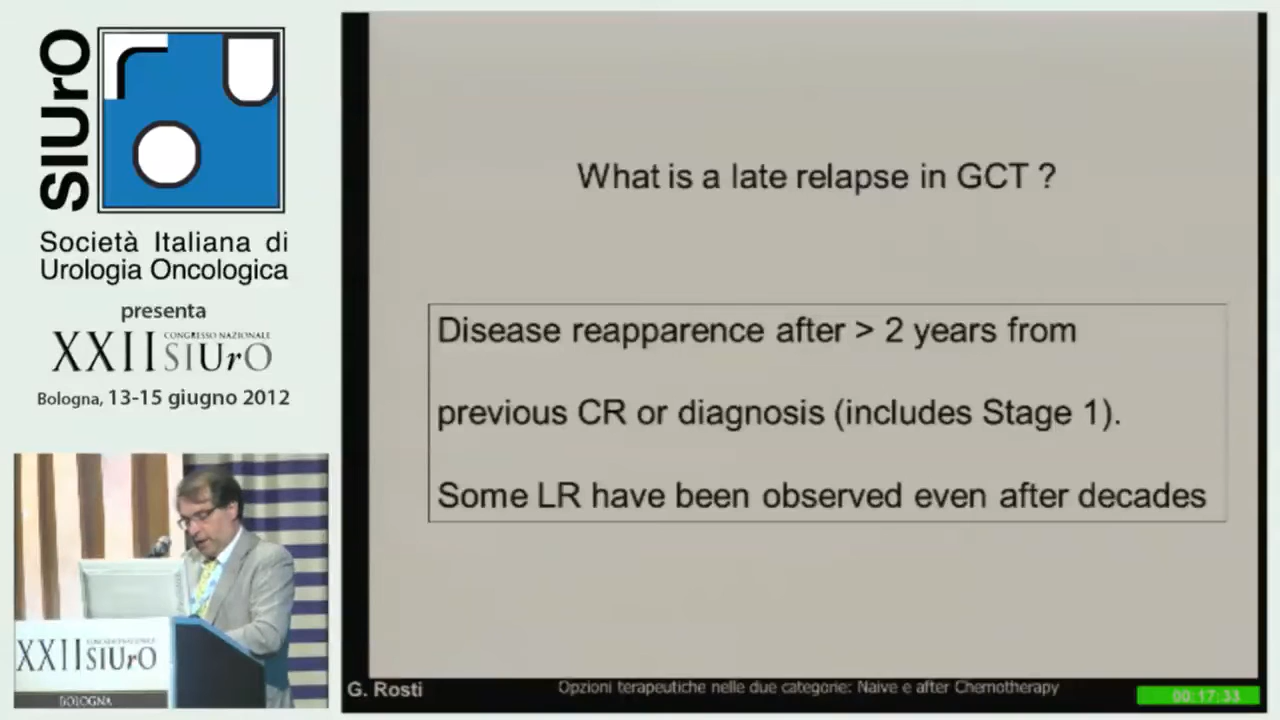 SIUrO
Società Italiana di
Urologia Oncologica
presenta
XXII CONGRESSO NAZIONALE SIUrO
Bologna, 13-15 giugno 2012
What is a late relapse in GCT ?
Disease reapparence after > 2 years from
previous CR or diagnosis (includes Stage 1).
Some LR have been observed even after decades
XXII CONGRESSO NAZIONALE SIUrO
BOLOGNA
G. Rosti
Opzioni terapeutiche nelle due categorie: Naive e after Chemotherapy
00:17:33